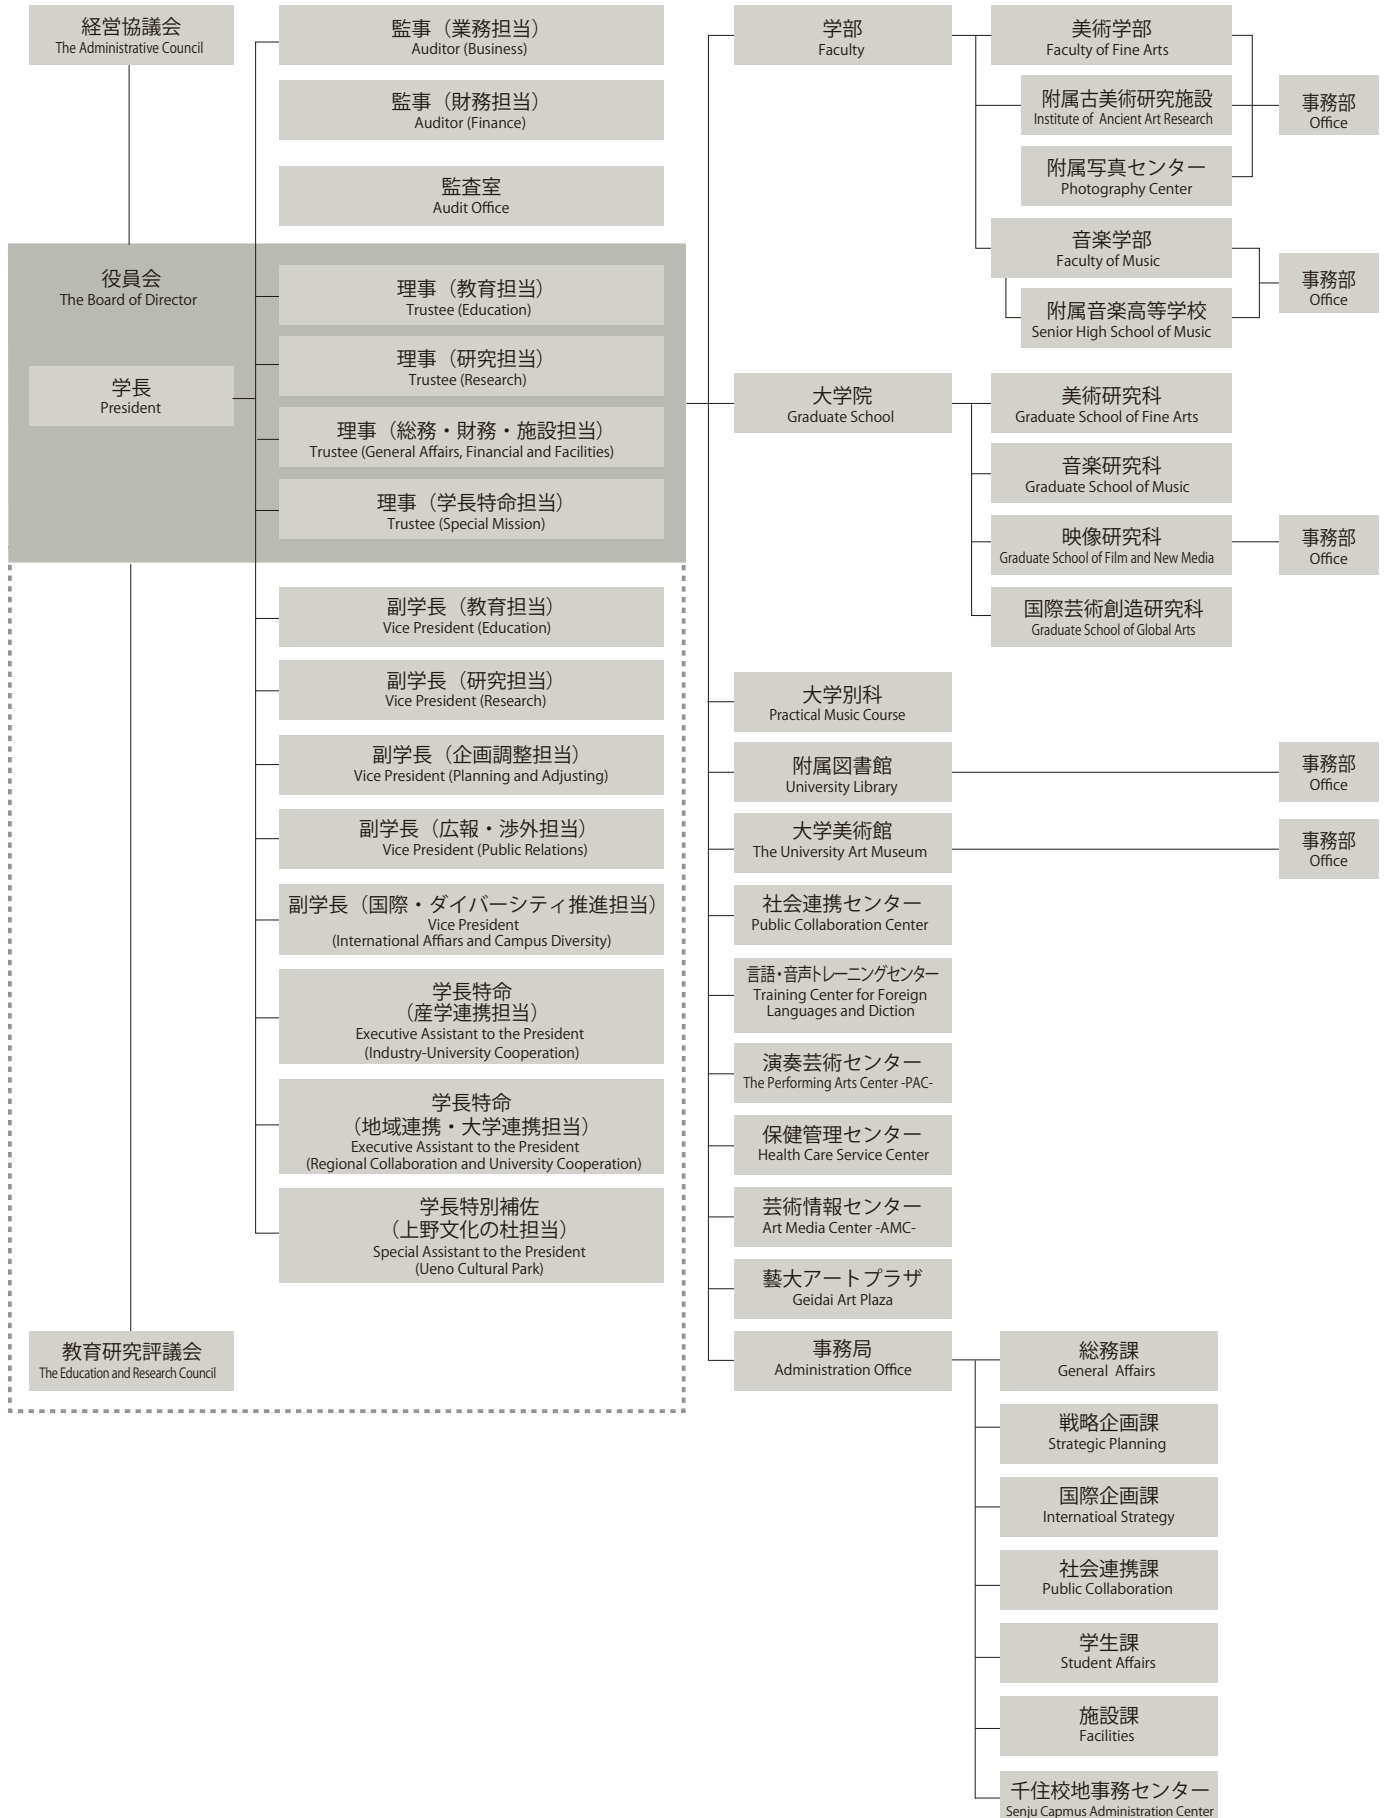 経営協議会
The Administrative Council
役員会
The Board of Director
学長
President
教育研究評議会
The Education and Research Council
監事（業務担当）
Auditor (Business)
監事（財務担当）
Auditor (Finance)
監査室
Audit Office
理事（教育担当）
Trustee (Education)
理事（研究担当）
Trustee (Research)
理事（総務・財務・施設担当）
Trustee (General Affairs, Financial and Facilities)
理事（学長特命担当）
Trustee (Special Mission)
副学長（教育担当）
Vice President (Education)
副学長（研究担当）
Vice President (Research)
副学長（企画調整担当）
Vice President (Planning and Adjusting)
副学長（広報・渉外担当）
Vice President (Public Relations)
副学長（国際・ダイバーシティ推進担当）
Vice President
(International Affiars and Campus Diversity)
学長特命
（産学連携担当）
Executive Assistant to the President
(Industry-University Cooperation)
学長特命
（地域連携・大学連携担当）
Executive Assistant to the President
(Regional Collaboration and University Cooperation)
学長特別補佐
（上野文化の杜担当）
Special Assistant to the President
(Ueno Cultural Park)
学部
Faculty
美術学部
Faculty of Fine Arts
附属古美術研究施設
Institute of Ancient Art Research
附属写真センター
Photography Center
事務部
Office
音楽学部
Faculty of Music
附属音楽高等学校
Senior High School of Music
事務部
Office
大学院
Graduate School
美術研究科
Graduate School of Fine Arts
音楽研究科
Graduate School of Music
映像研究科
Graduate School of Film and New Media
事務部
Office
国際芸術創造研究科
Graduate School of Global Arts
大学別科
Practical Music Course
附属図書館
University Library
事務部
Office
大学美術館
The University Art Museum
事務部
Office
社会連携センター
Public Collaboration Center
言語・音声トレーニングセンター
Training Center for Foreign
Languages and Diction
演奏芸術センター
The Performing Arts Center -PAC-
保健管理センター
Health Care Service Center
芸術情報センター
Art Media Center -AMC-
藝大アートプラザ
Geidai Art Plaza
事務局
Administration Office
総務課
General Affairs
戦略企画課
Strategic Planning
国際企画課
Internatioal Strategy
社会連携課
Public Collaboration
学生課
Student Affairs
施設課
Facilities
千住校地事務センター
Senju Capmus Administration Center